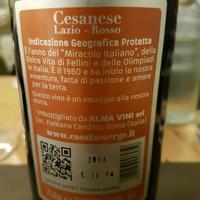 Cesanese
Lazio - Rosso
Indicazione Geografica Protetta
È l'anno del "Miracolo italiano", della
Dolce Vita di Fellini e delle Olimpiadi
in Italia. È il 1960 e ha inizio la nostra
avventura, fatta di passione e amore
per la terra.
Questo vino è un omaggio alla nostra
storia.
Imbottigliato da ALMA VINI srl
Loc. Fontana Candida, Roma (Italia)
www.casalamerge.it
2014